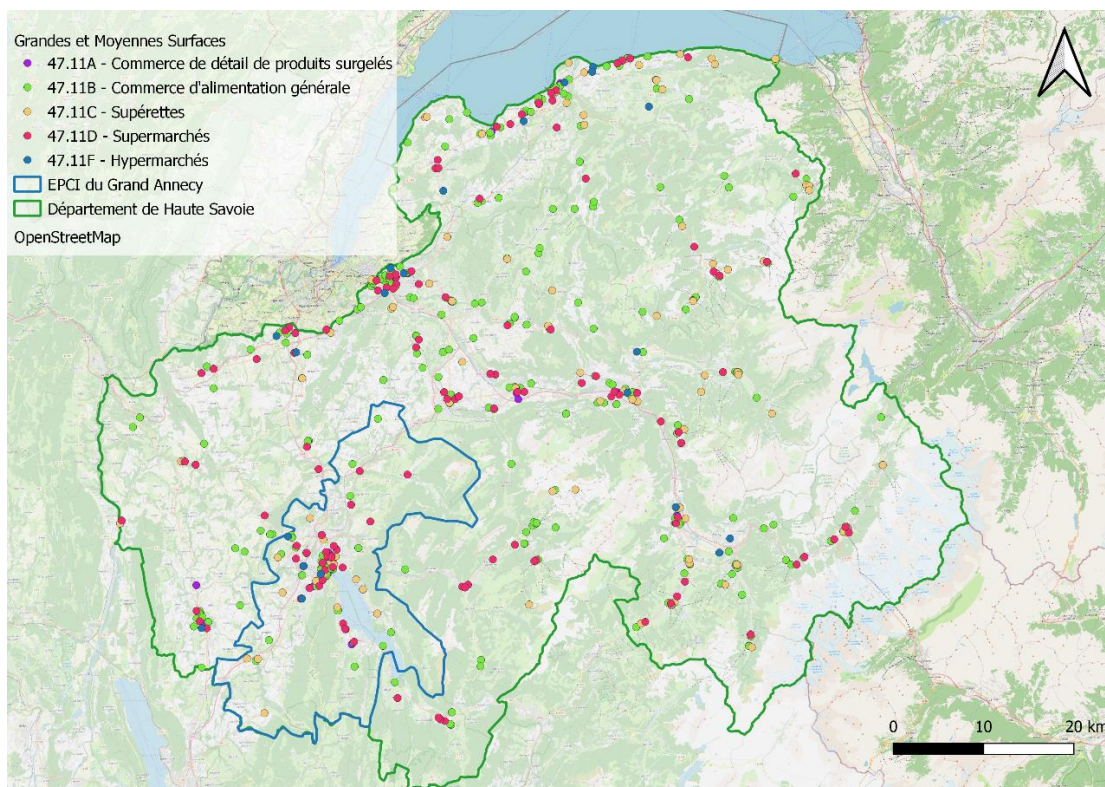 Grandes et Moyennes Surfaces
47.11A - Commerce de détail de produits surgelés
47.11B - Commerce d'alimentation générale
47.11C - Supérettes
47.11D - Supermarchés
47.11F - Hypermarchés
EPCI du Grand Annecy
Département de Haute Savoie
OpenStreetMap
0 10 20 km